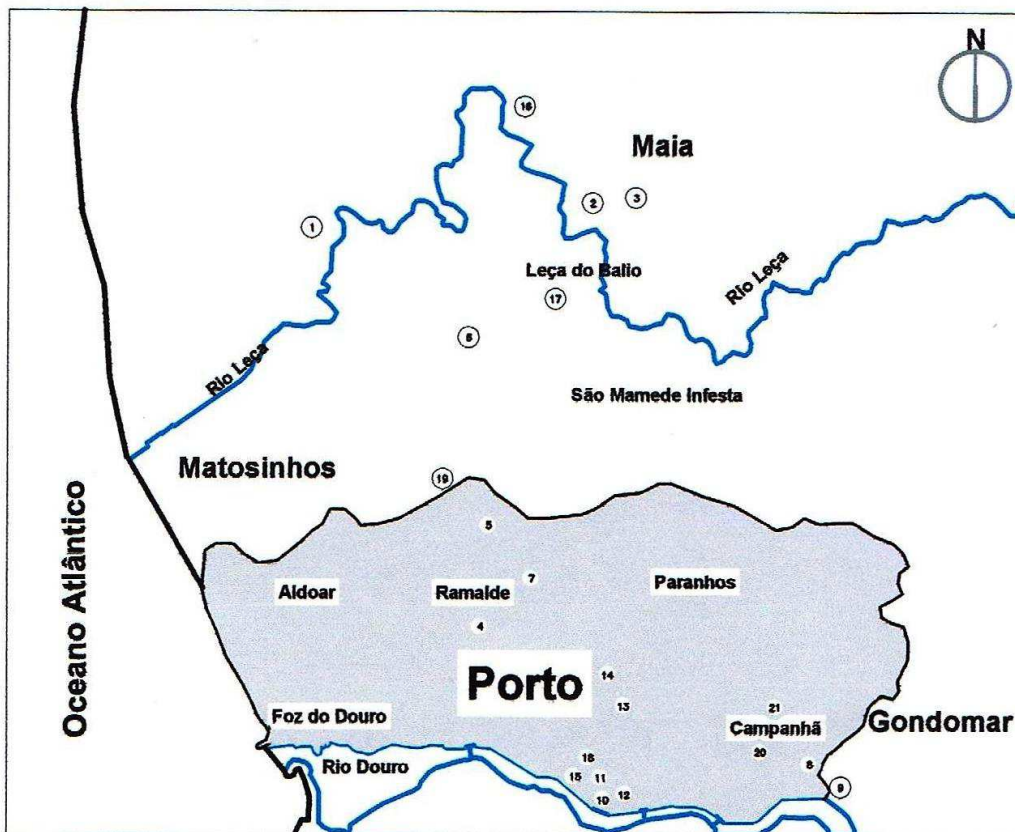 N
16
Maia
2
3
1
Leça do Balio
Rio Leça
17
6
Rio Leça
São Mamede Infesta
Matosinhos
19
Oceano Atlântico
5
7
Aldoar
Ramalde
Paranhos
4
Porto
14
13
21
Foz do Douro
Campanhã
Gondomar
20
8
Rio Douro
18
15
11
9
10
12